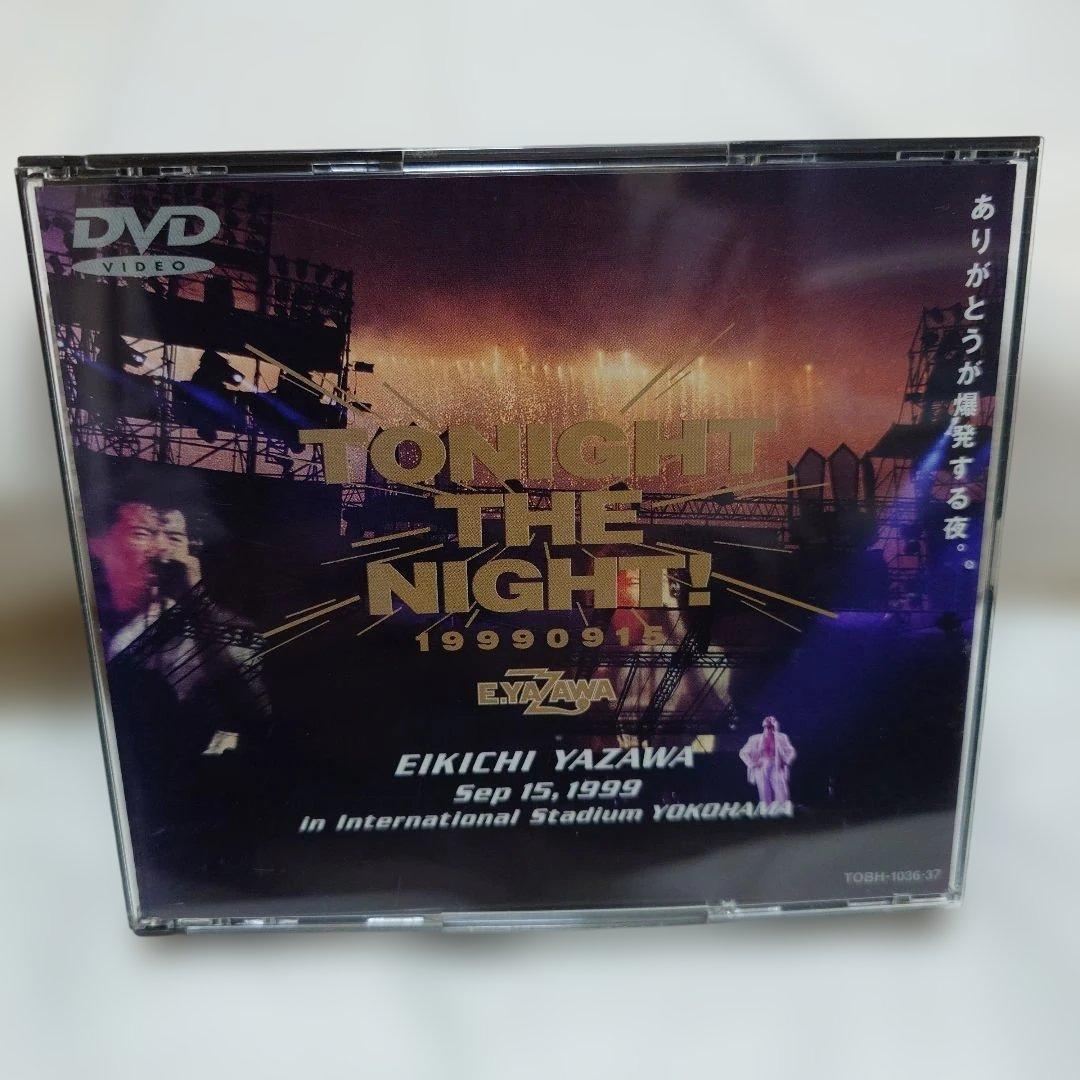 DVD
VIDEO
ありがとうが爆発する夜。。
TONIGHT
THE
NIGHT!
19990915
E.YAZAWA
EIKICHI YAZAWA
Sep 15, 1999
in International Stadium YOKOHAMA
TOBH-1036-37